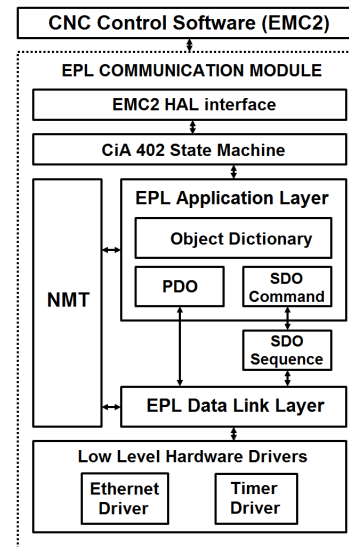 CNC Control Software (EMC2)
EPL COMMUNICATION MODULE
EMC2 HAL interface
CiA 402 State Machine
NMT
EPL Application Layer
Object Dictionary
PDO
SDO
Command
SDO
Sequence
EPL Data Link Layer
Low Level Hardware Drivers
Ethernet
Driver
Timer
Driver